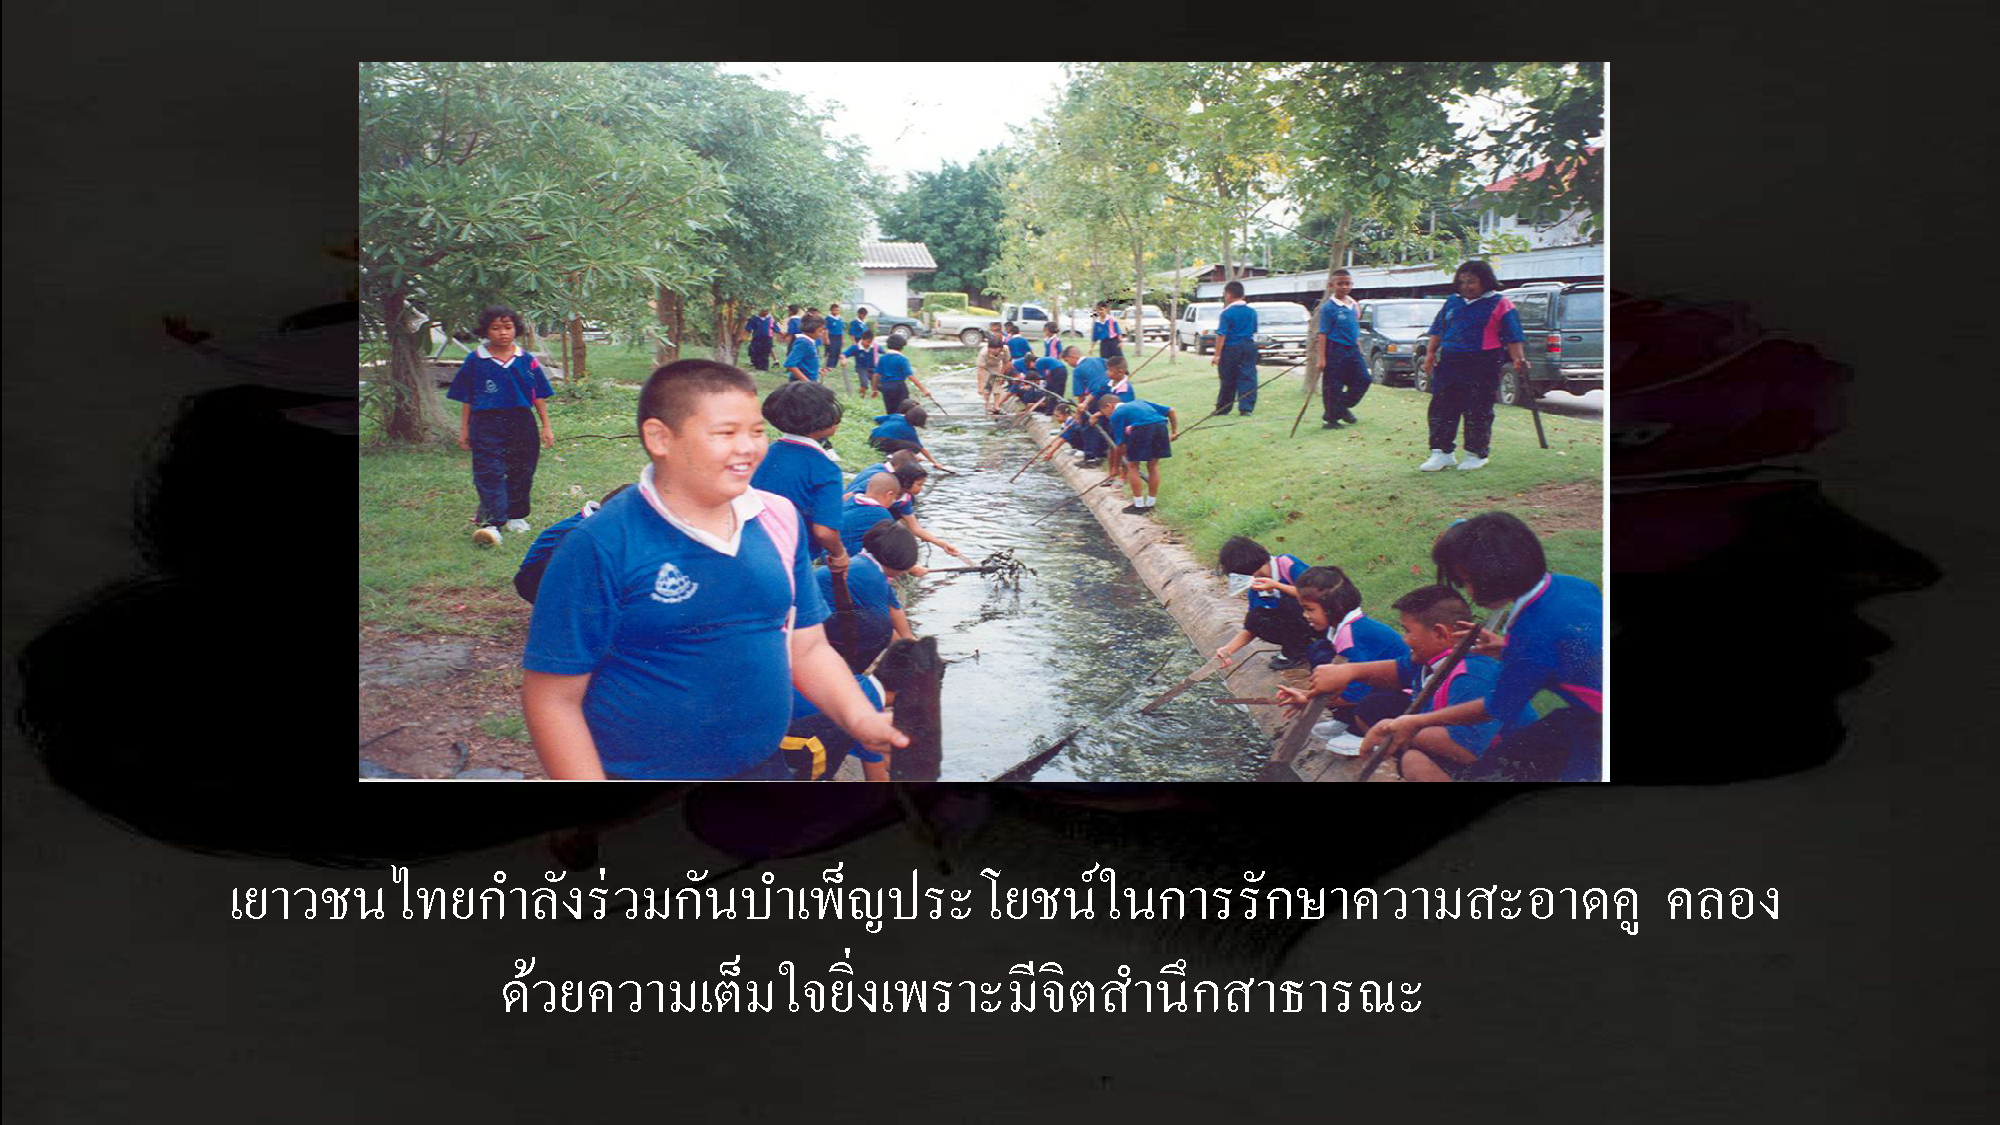 เยาวชนไทยกำลังร่วมกันบำเพ็ญประโยชน์ในการรักษาความสะอาดคู คลอง
ด้วยความเต็มใจยิ่งเพราะมีจิตสำนึกสาธารณะ